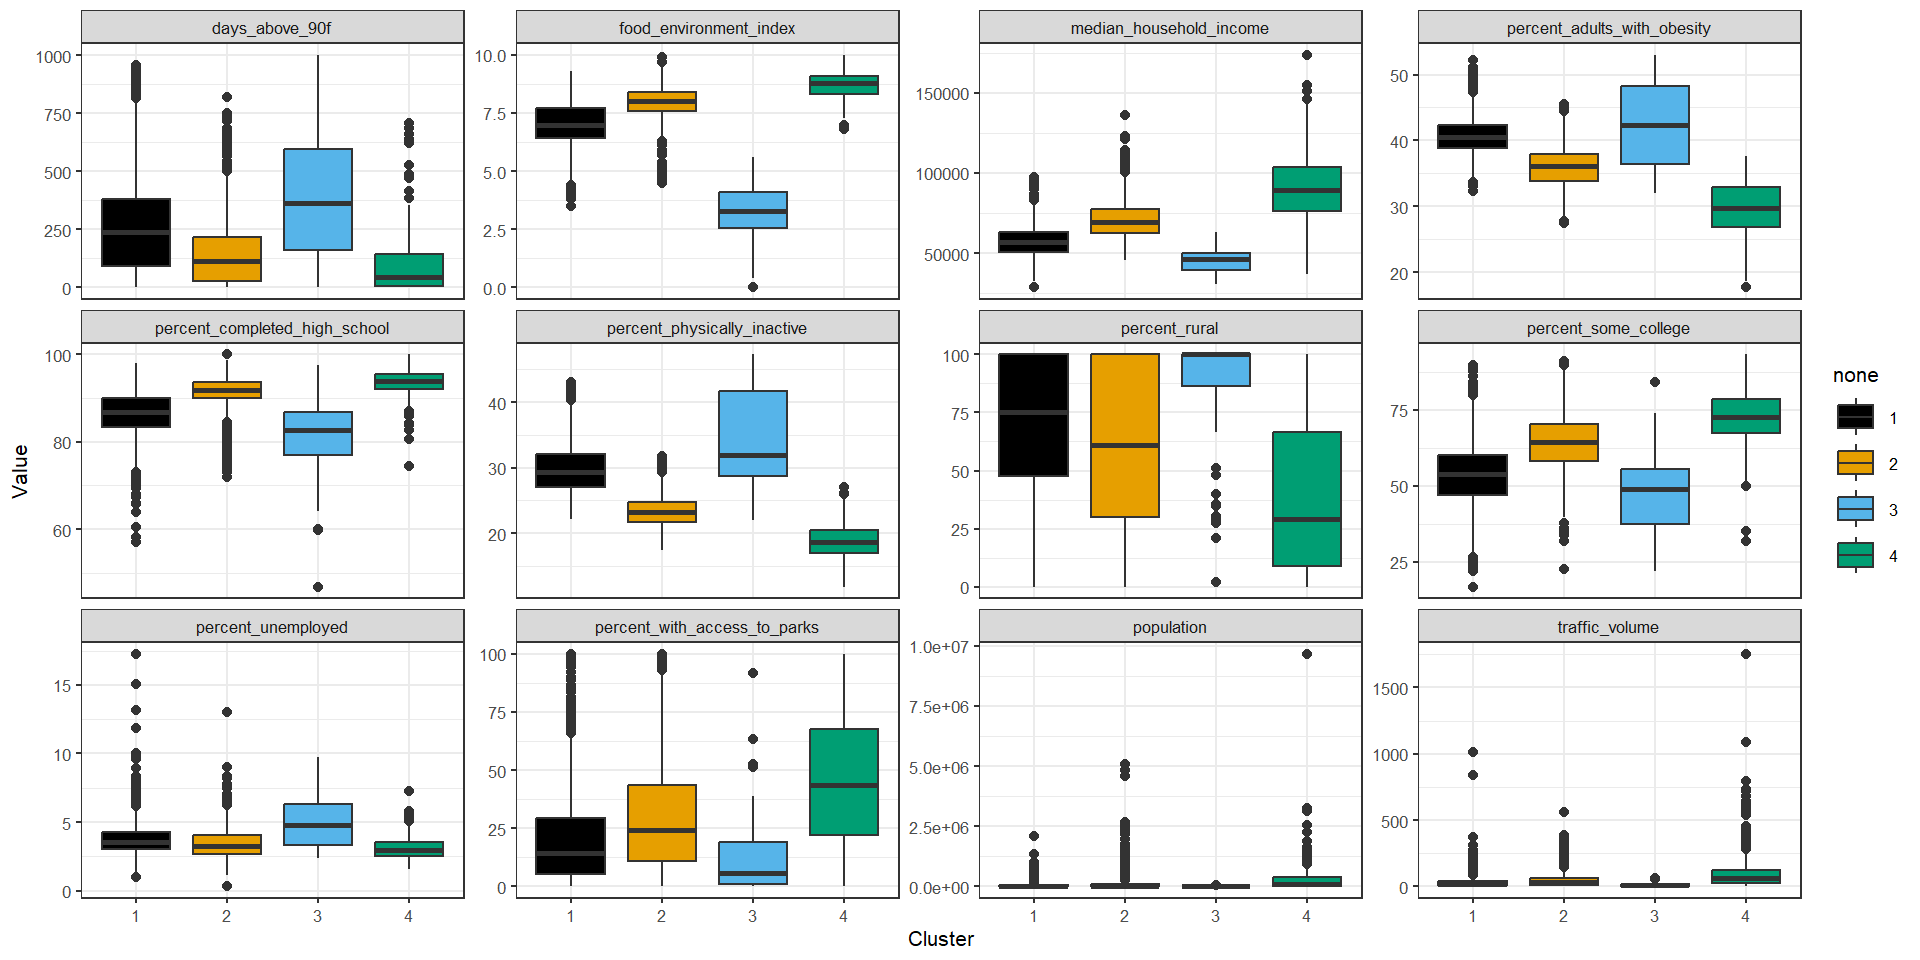 days_above_90f
food_environment_index
median_household_income
percent_adults_with_obesity
1000
750
500
250
0
10.0
7.5
5.0
2.5
0.0
150000
100000
50000
50
40
30
20
percent_completed_high_school
percent_physically_inactive
percent_rural
percent_some_college
100
80
60
40
30
20
100
75
50
25
0
75
50
25
percent_unemployed
percent_with_access_to_parks
population
traffic_volume
15
10
5
0
100
75
50
25
0
1.0e+07
7.5e+06
5.0e+06
2.5e+06
0.0e+00
1500
1000
500
0
1 2 3 4
1 2 3 4
1 2 3 4
1 2 3 4
Cluster
Value
none
1
2
3
4